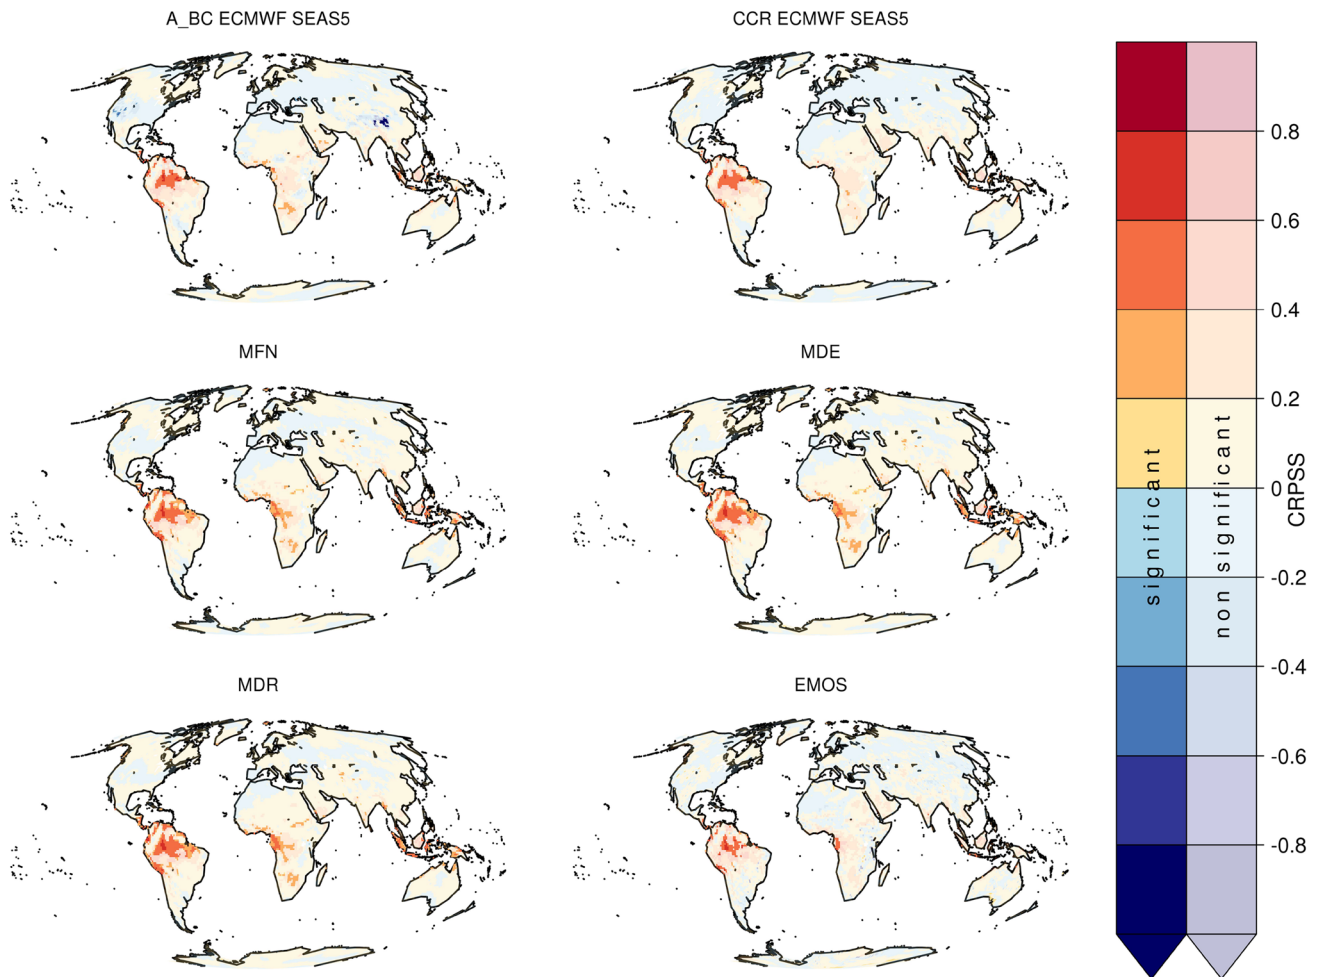 A_BC ECMWF SEAS5
CCR ECMWF SEAS5
MFN
MDE
MDR
EMOS
0.8
0.6
0.4
0.2
0
-0.2
-0.4
-0.6
-0.8
significant
non significant
CRPSS